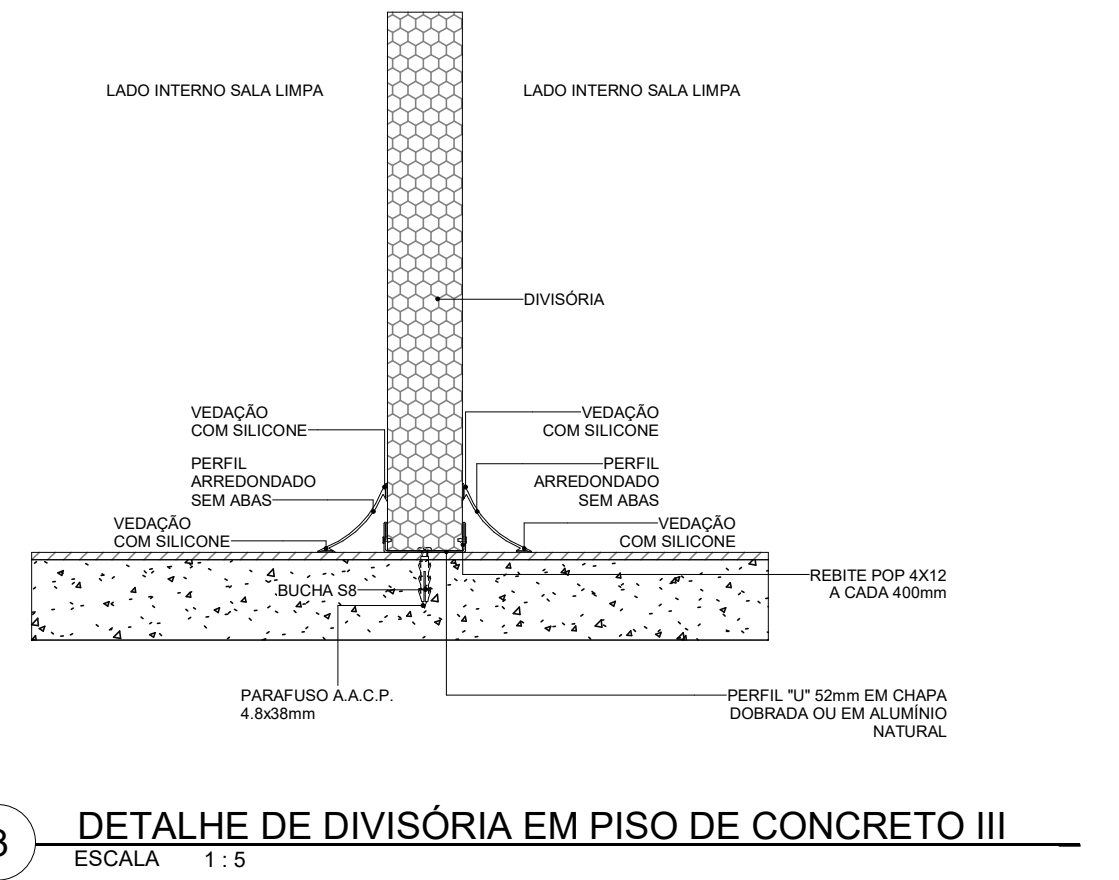 LADO INTERNO SALA LIMPA
LADO INTERNO SALA LIMPA
DIVISÓRIA
VEDAÇÃO
COM SILICONE
VEDAÇÃO
COM SILICONE
PERFIL
ARREDONDADO
SEM ABAS
PERFIL
ARREDONDADO
SEM ABAS
VEDAÇÃO
COM SILICONE
VEDAÇÃO
COM SILICONE
BUCHA S8
REBITE POP 4X12
A CADA 400mm
PARAFUSO A.A.C.P.
4.8x38mm
PERFIL "U" 52mm EM CHAPA
DOBRADA OU EM ALUMÍNIO
NATURAL
DETALHE DE DIVISÓRIA EM PISO DE CONCRETO III
ESCALA 1 : 5